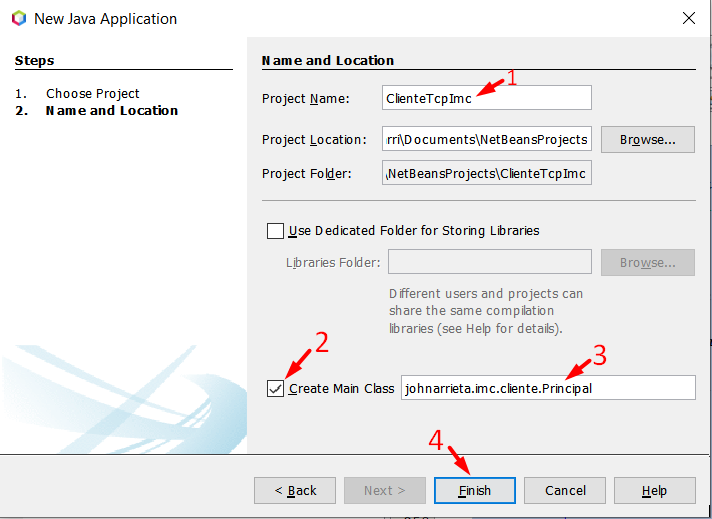 New Java Application
Steps
1. Choose Project
2. Name and Location
Name and Location
1
Project Name: ClienteTcpImc
Project Location: rri\Documents\NetBeansProjects Browse...
Project Folder: \NetBeansProjects\ClienteTcpImc
Use Dedicated Folder for Storing Libraries
Libraries Folder: Browse...
Different users and projects can
share the same compilation
libraries (see Help for details).
2
3
Create Main Class johnarrieta.imc.cliente.Principal
4
< Back Next > Finish Cancel Help